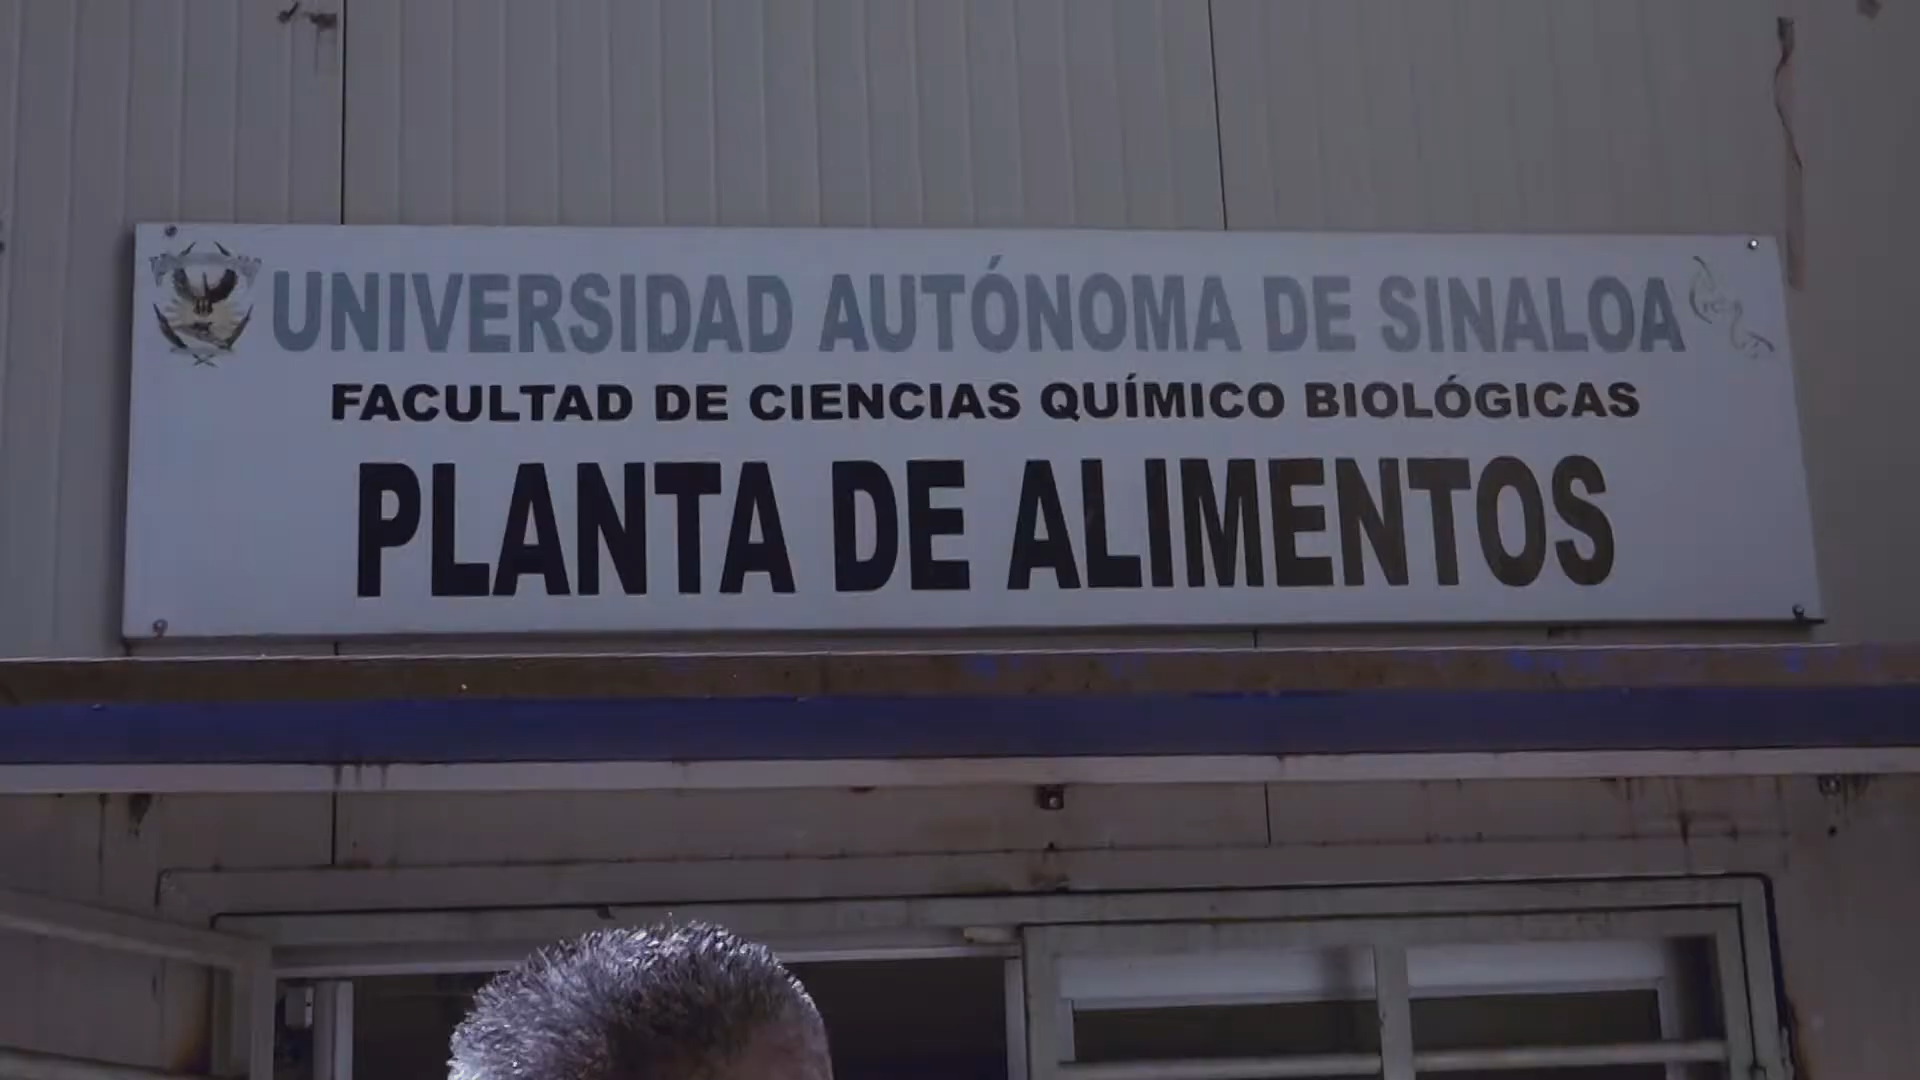 UNIVERSIDAD AUTÓNOMA DE SINALOA
FACULTAD DE CIENCIAS QUÍMICO BIOLÓGICAS
PLANTA DE ALIMENTOS